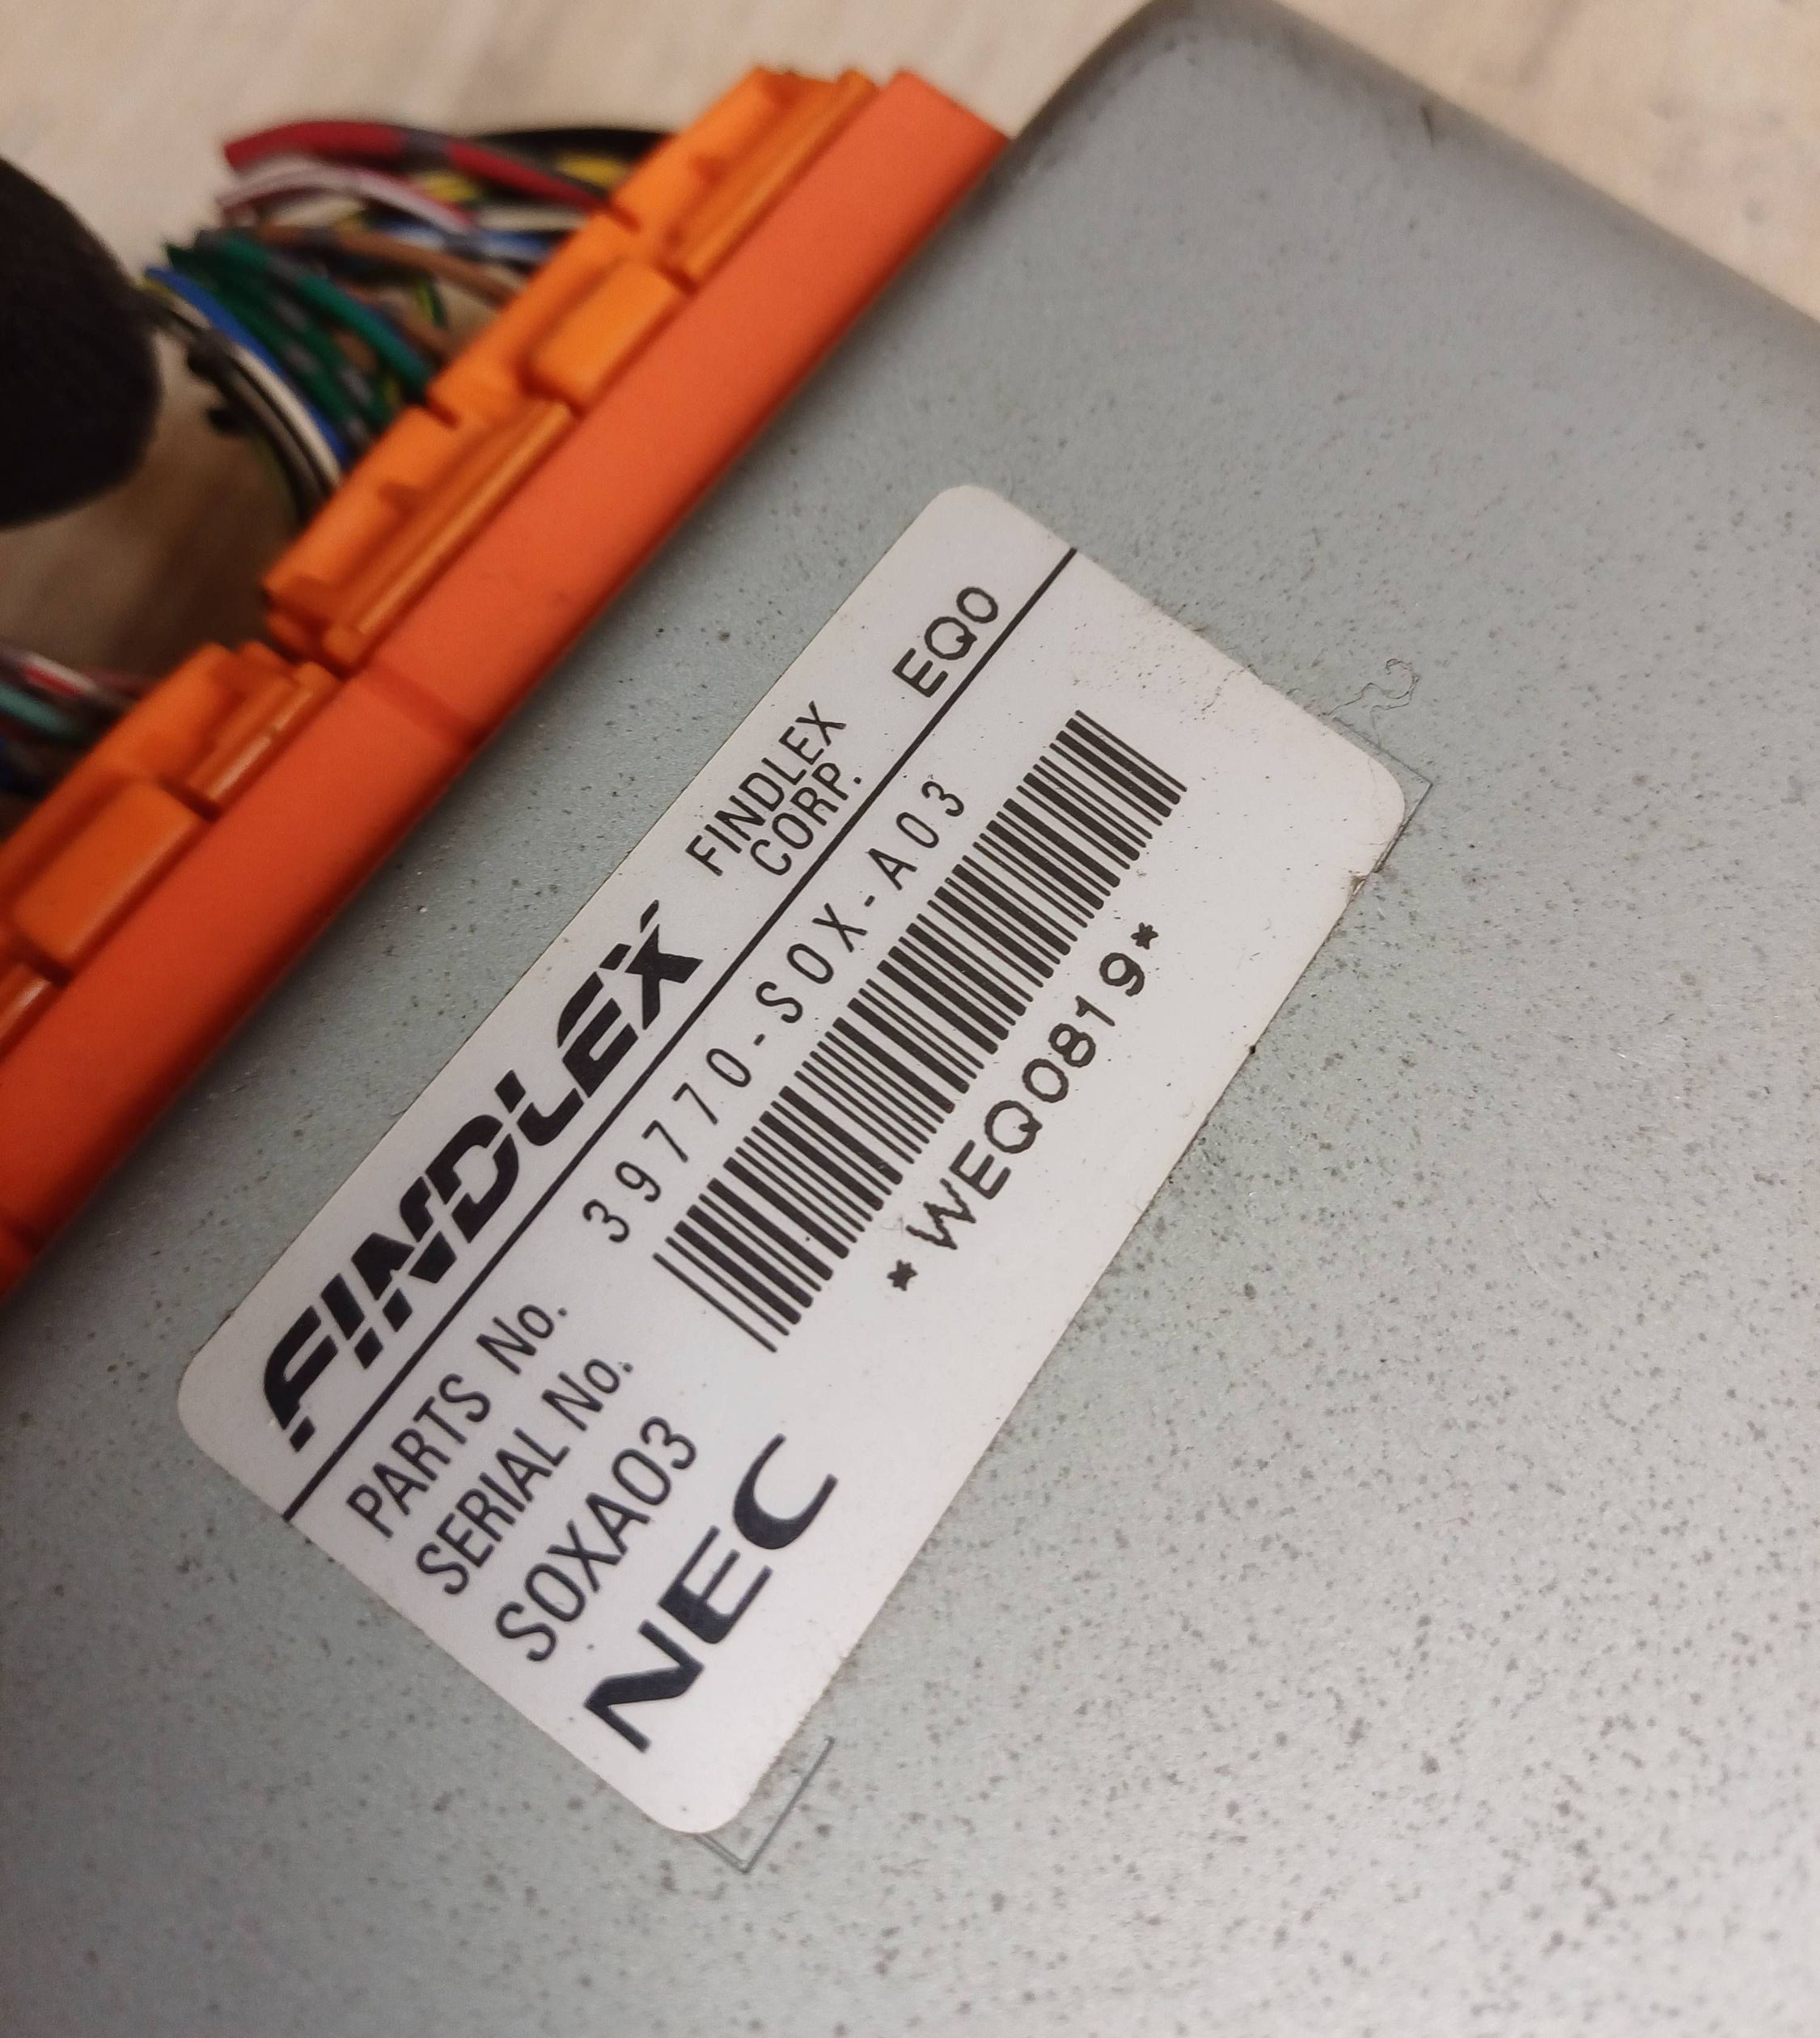 FINDLEX
FINDLEX
CORP.
EQ0
PARTS No.
39770-S0X-A03
SERIAL No.
S0XA03
*WEQ0819*
NEC